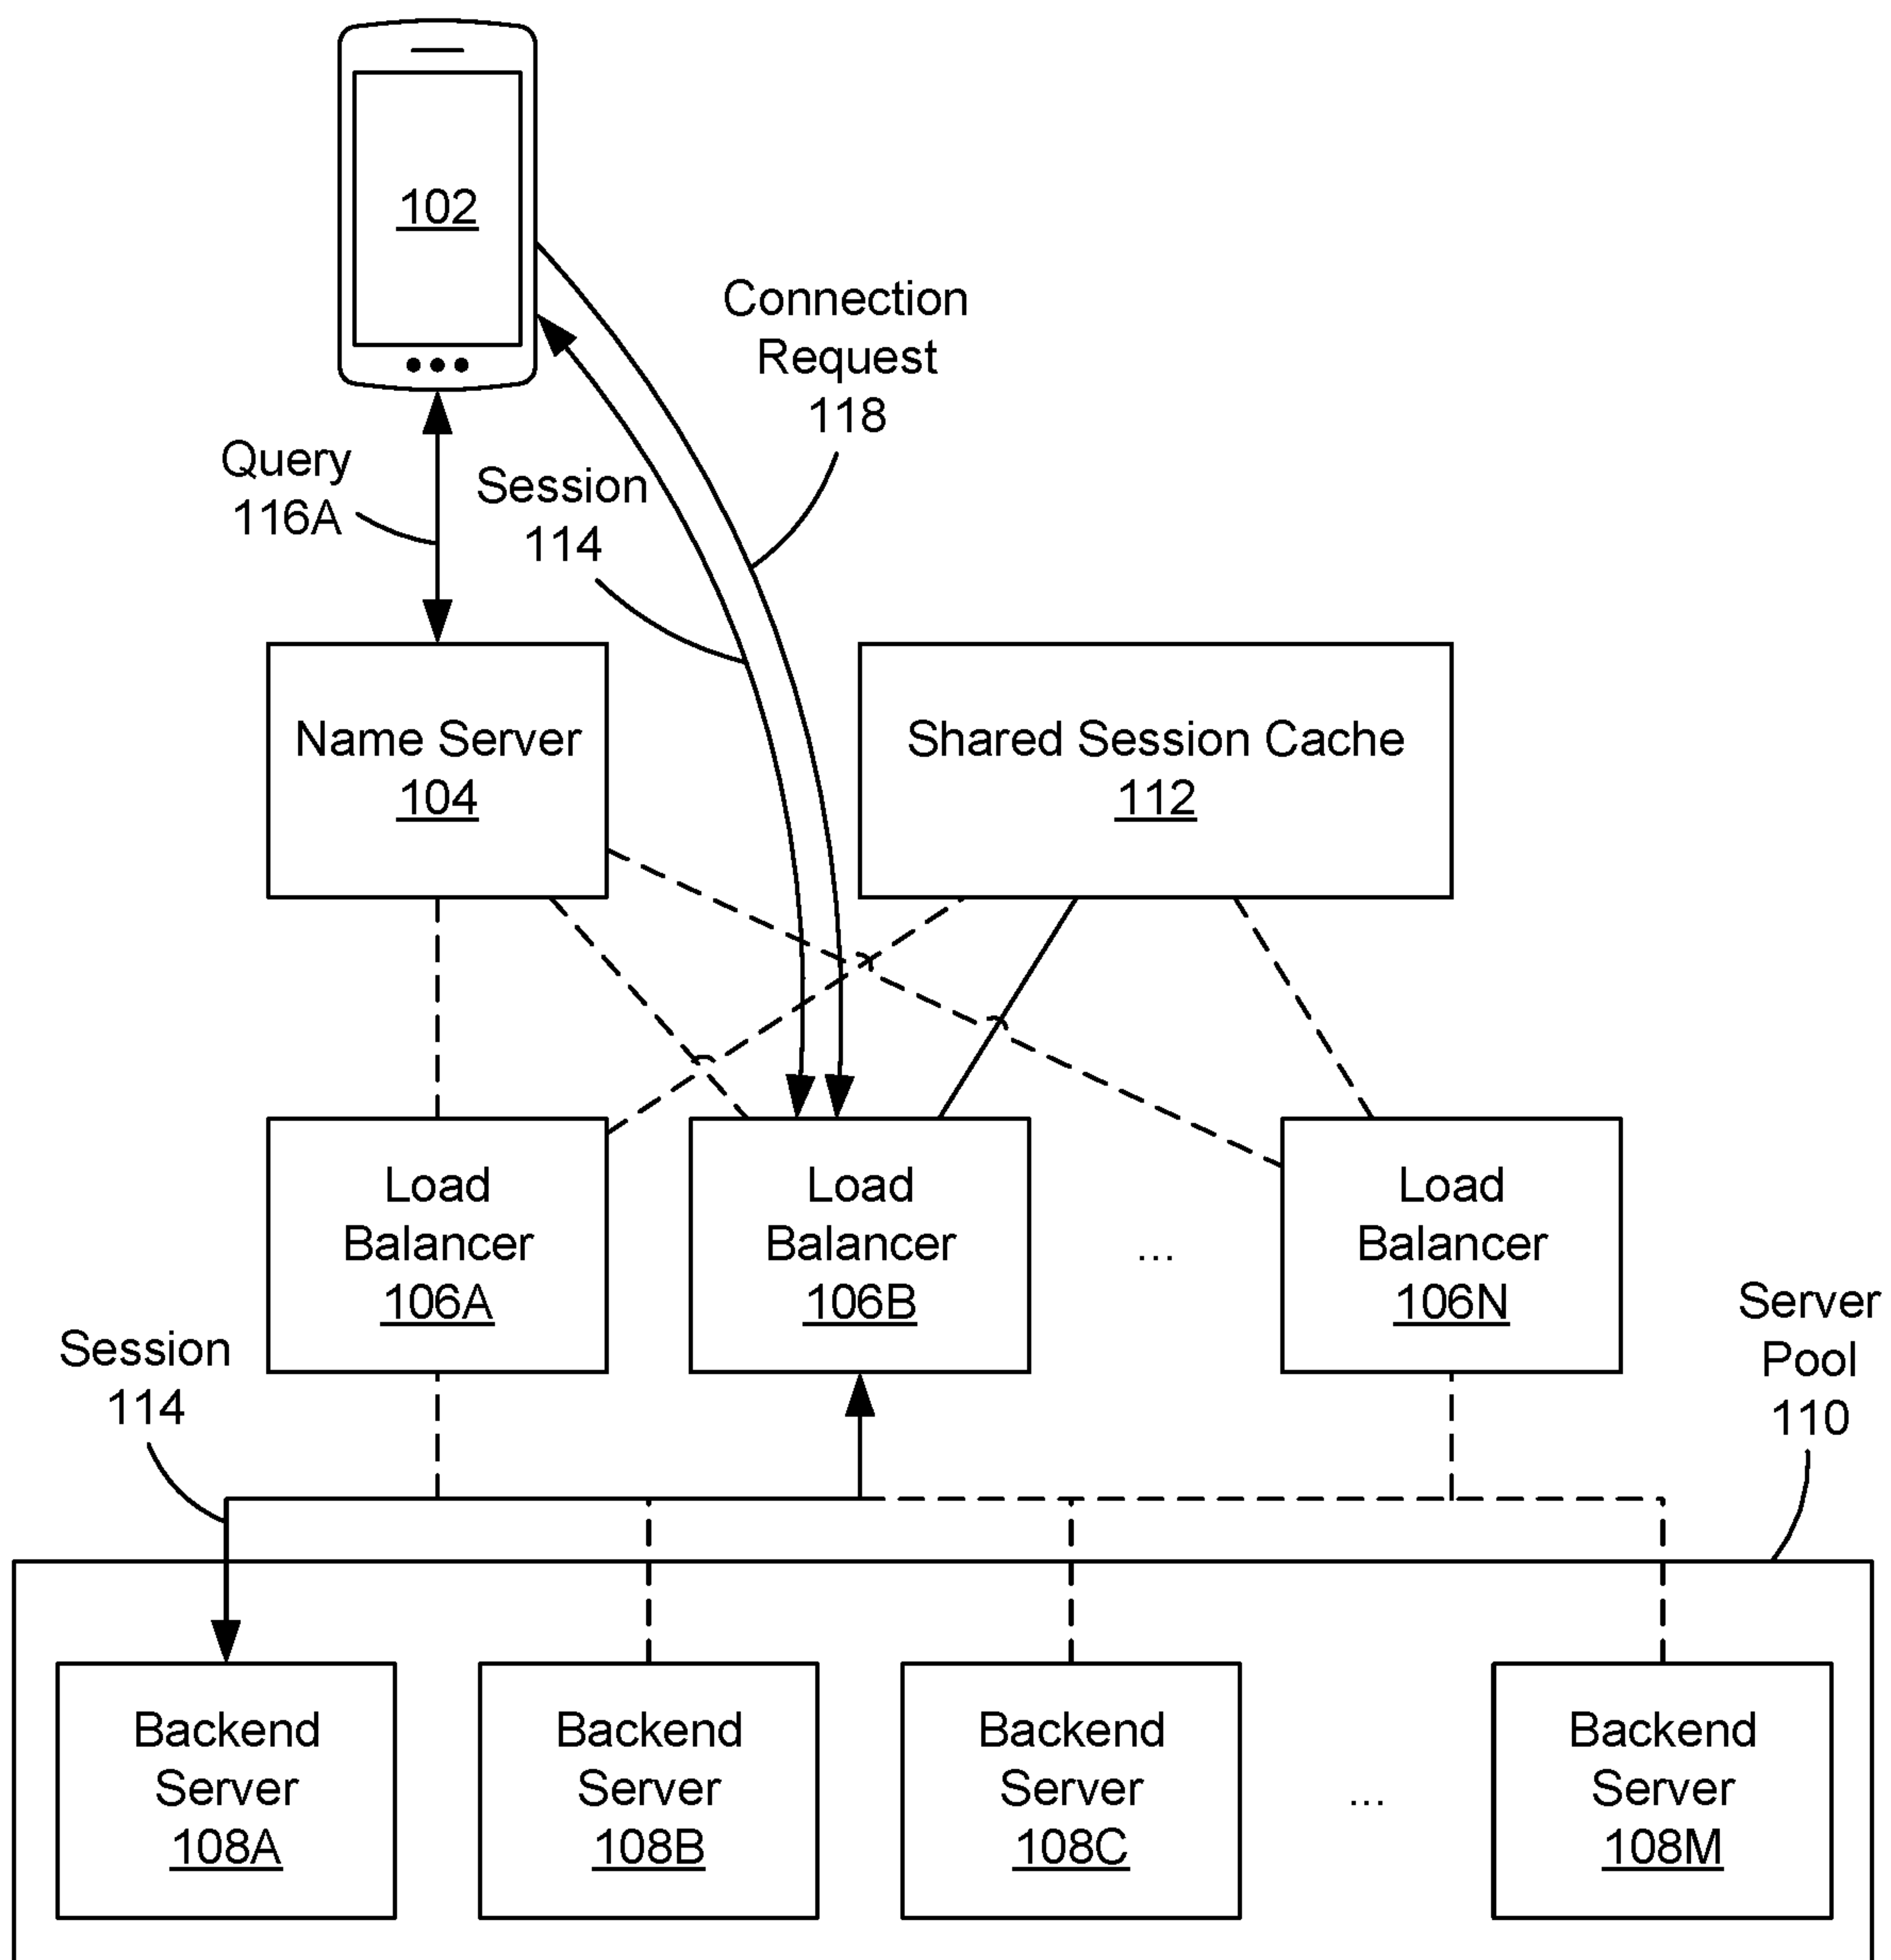 102
Connection
Request
118
Query
116A
Session
114
Name Server
104
Shared Session Cache
112
Load
Balancer
106A
Load
Balancer
106B
...
Load
Balancer
106N
Server
Pool
110
Session
114
Backend
Server
108A
Backend
Server
108B
Backend
Server
108C
...
Backend
Server
108M